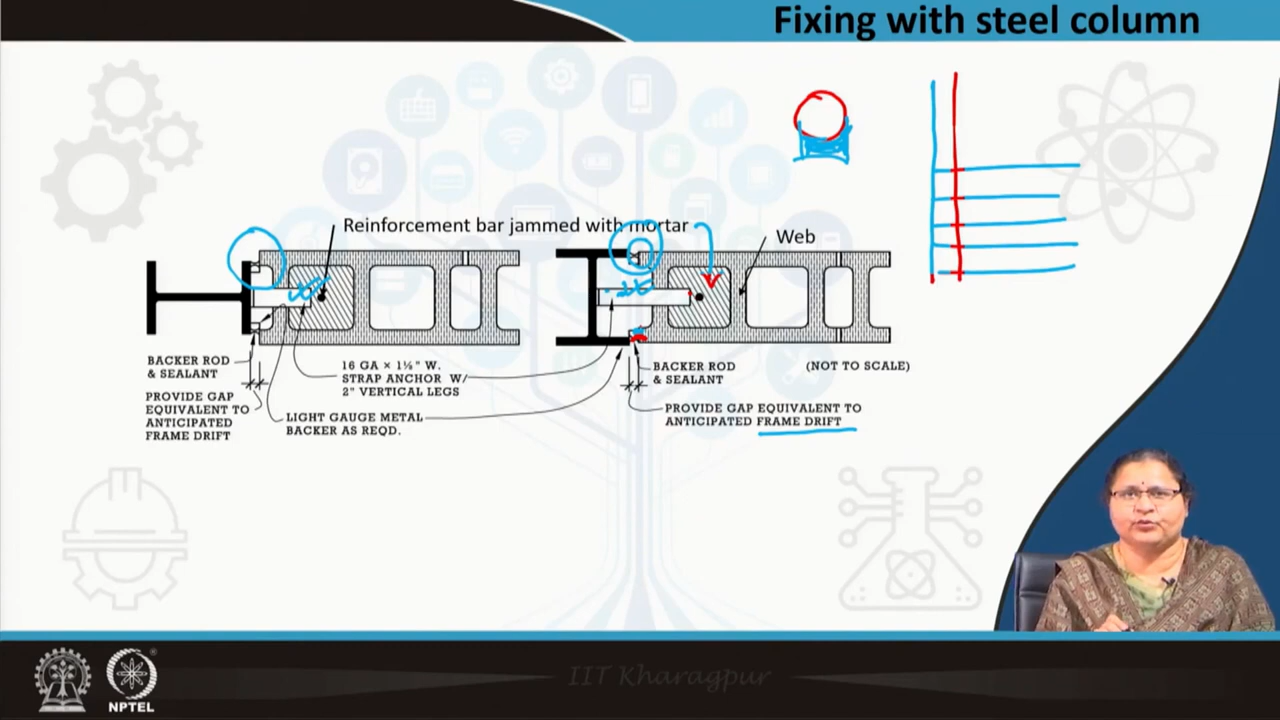 Fixing with steel column
Reinforcement bar jammed with mortar
Web
BACKER ROD
& SEALANT
PROVIDE GAP
EQUIVALENT TO
ANTICIPATED
FRAME DRIFT
16 GA × 1½" W.
STRAP ANCHOR W/
2" VERTICAL LEGS
LIGHT GAUGE METAL
BACKER AS REQD.
BACKER ROD
& SEALANT
(NOT TO SCALE)
PROVIDE GAP EQUIVALENT TO
ANTICIPATED FRAME DRIFT
IIT Kharagpur
NPTEL